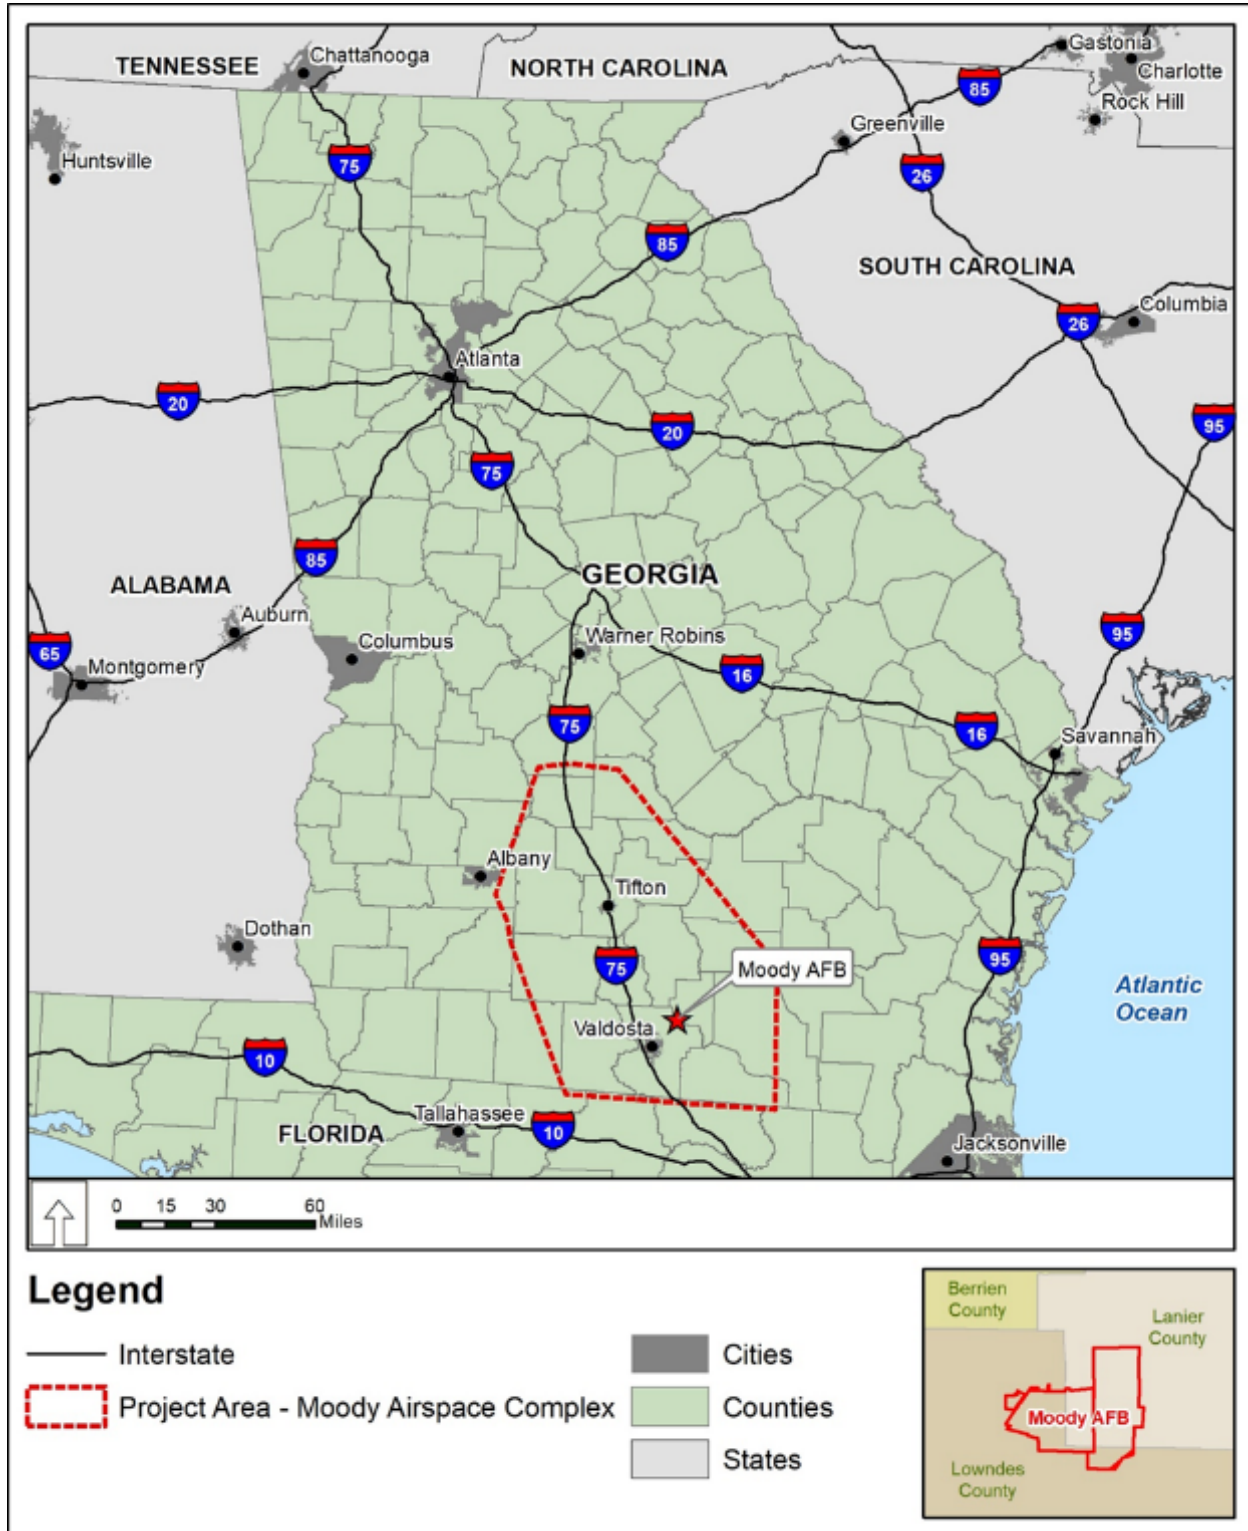 TENNESSEE
Chattanooga
NORTH CAROLINA
Gastonia
Charlotte
85
Rock Hill
Greenville
Huntsville
75
26
85
SOUTH CAROLINA
Columbia
26
Atlanta
20
20
95
75
85
GEORGIA
ALABAMA
Auburn
Columbus
Warner Robins
95
65
Montgomery
16
75
16
Savannah
Albany
Tifton
Dothan
75
Moody AFB
95
Atlantic
Ocean
Valdosta
10
Tallahassee
FLORIDA
10
Jacksonville
0 15 30 60
Miles
Legend
Interstate
Project Area - Moody Airspace Complex
Cities
Counties
States
Berrien
County
Lanier
County
Moody AFB
Lowndes
County